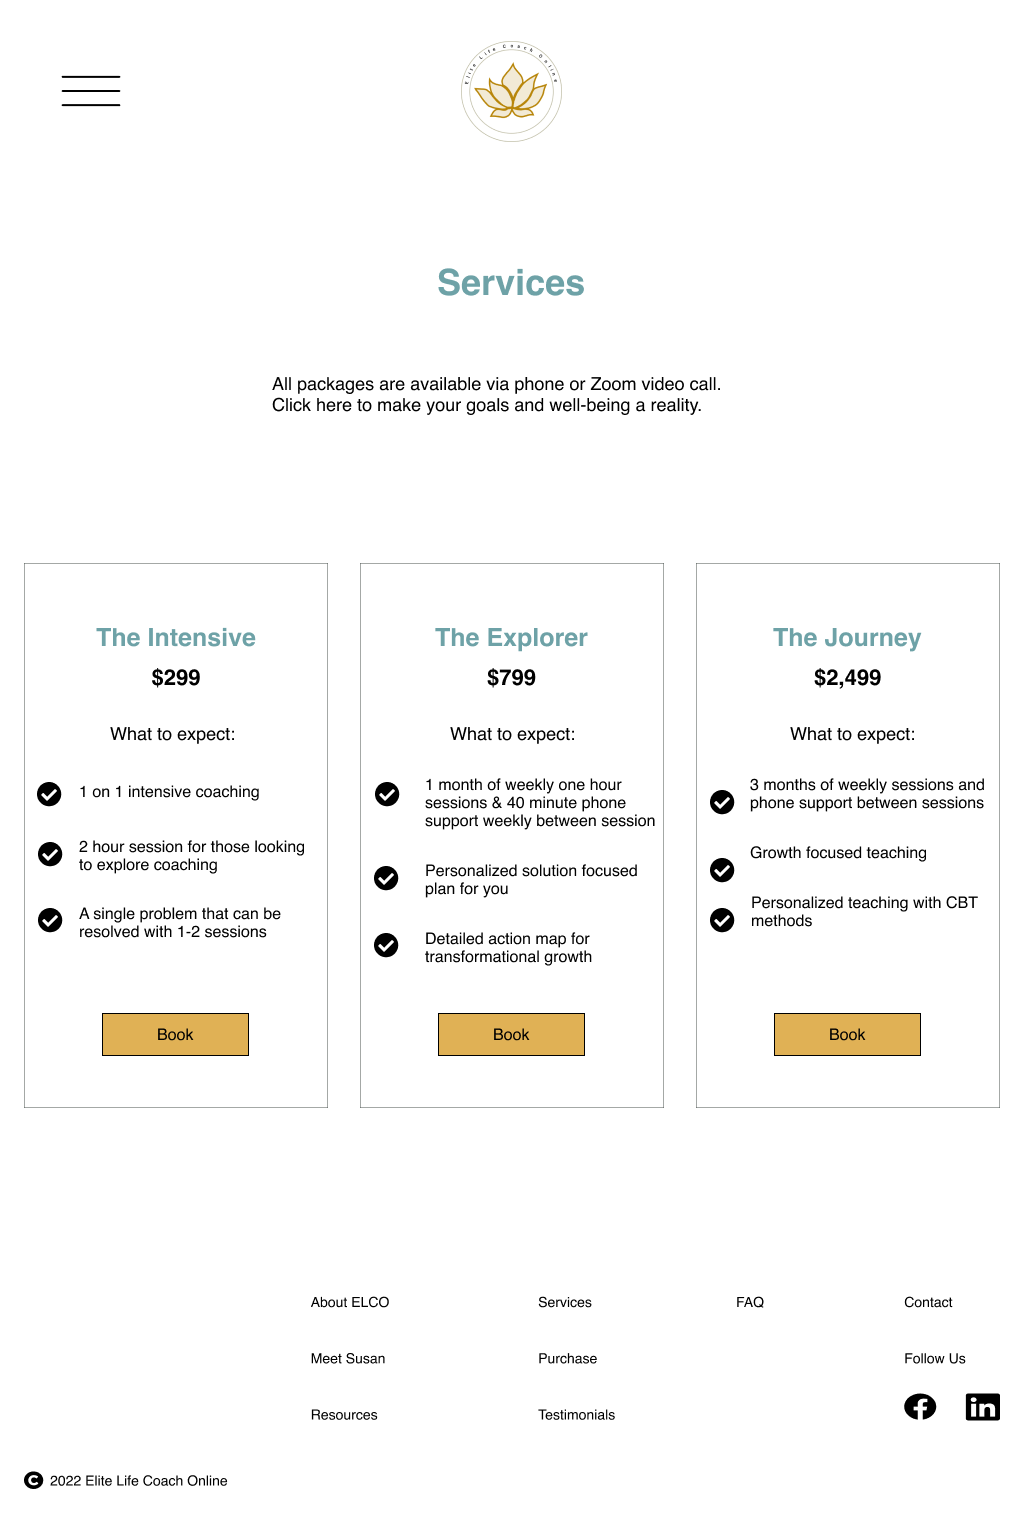 Elite Life Coach Online
Services
All packages are available via phone or Zoom video call.
Click here to make your goals and well-being a reality.
The Intensive
$299
What to expect:
1 on 1 intensive coaching
2 hour session for those looking
to explore coaching
A single problem that can be
resolved with 1-2 sessions
Book
The Explorer
$799
What to expect:
1 month of weekly one hour
sessions & 40 minute phone
support weekly between session
Personalized solution focused
plan for you
Detailed action map for
transformational growth
Book
The Journey
$2,499
What to expect:
3 months of weekly sessions and
phone support between sessions
Growth focused teaching
Personalized teaching with CBT
methods
Book
About ELCO
Meet Susan
Resources
Services
Purchase
Testimonials
FAQ
Contact
Follow Us
in
C 2022 Elite Life Coach Online